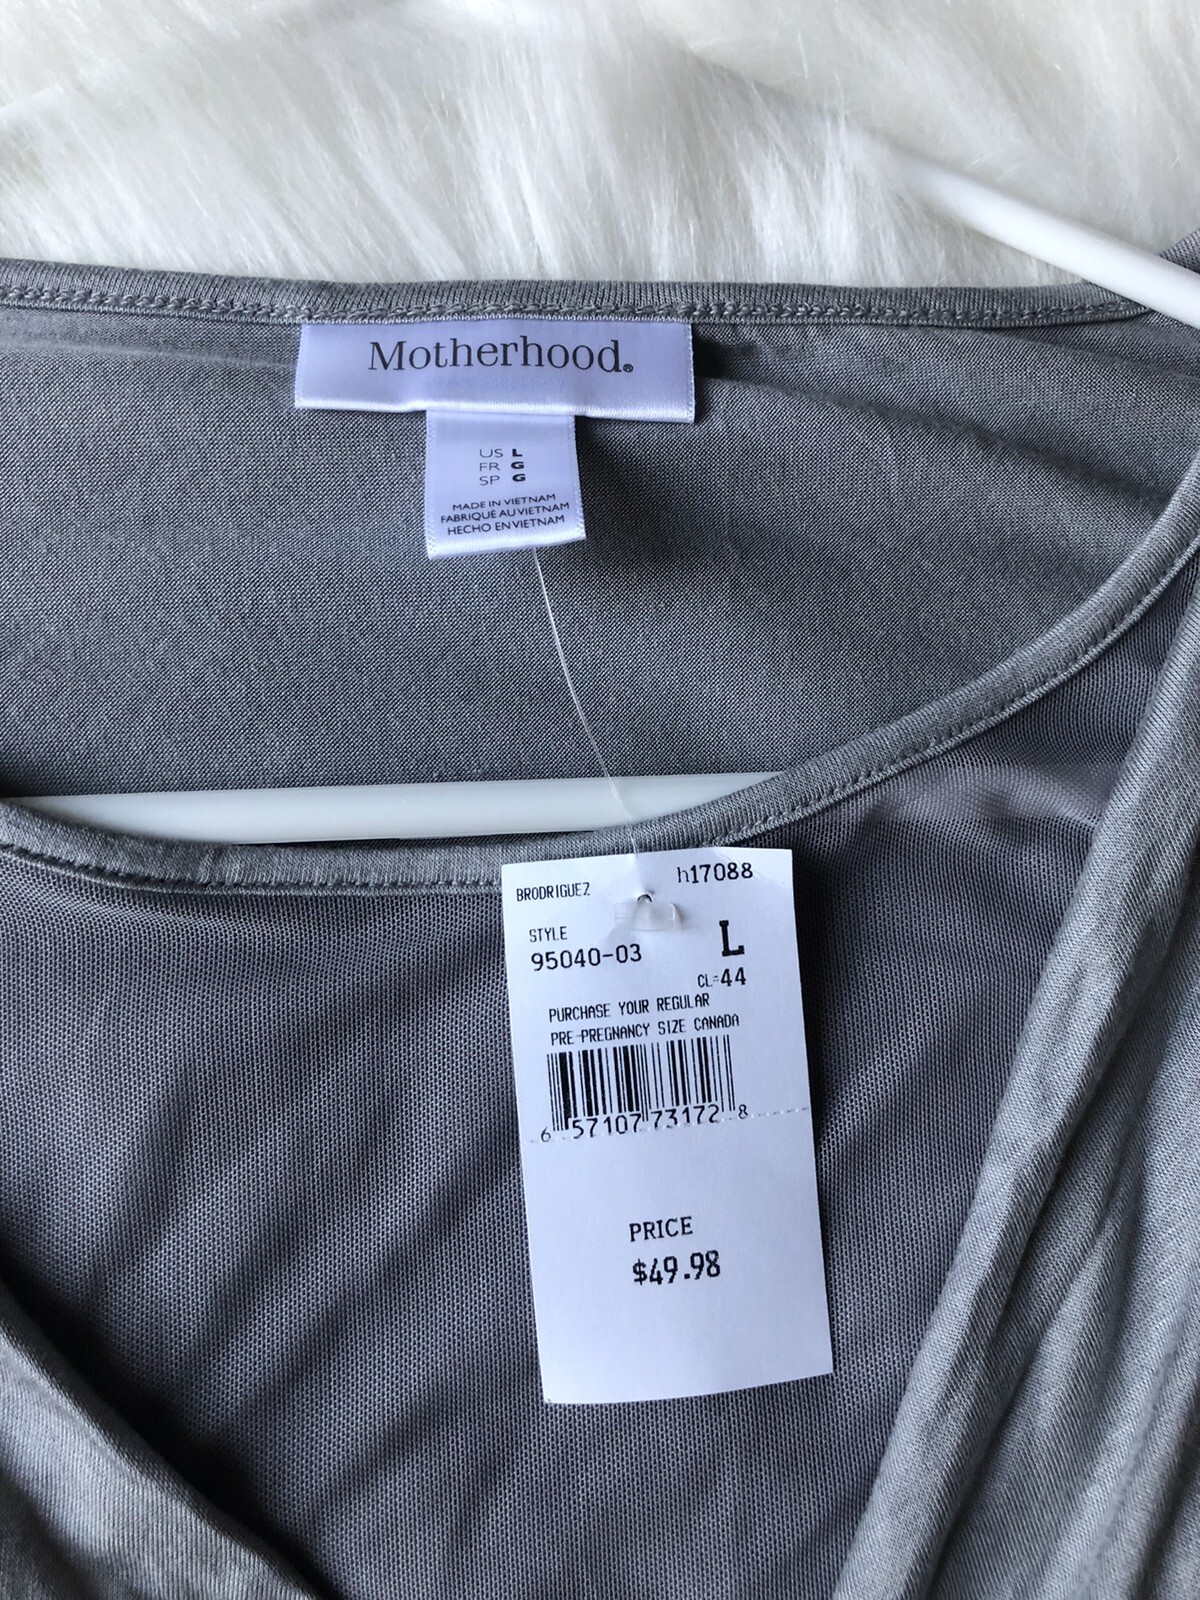 Motherhood®
US L
FR G
SP G
MADE IN VIETNAM
FABRIQUÉ AU VIETNAM
HECHO EN VIETNAM
BRODRIGUEZ h17088
STYLE
95040-03 L
CL=44
PURCHASE YOUR REGULAR
PRE-PREGNANCY SIZE CANADA
6 57107 73172 8
PRICE
$49.98